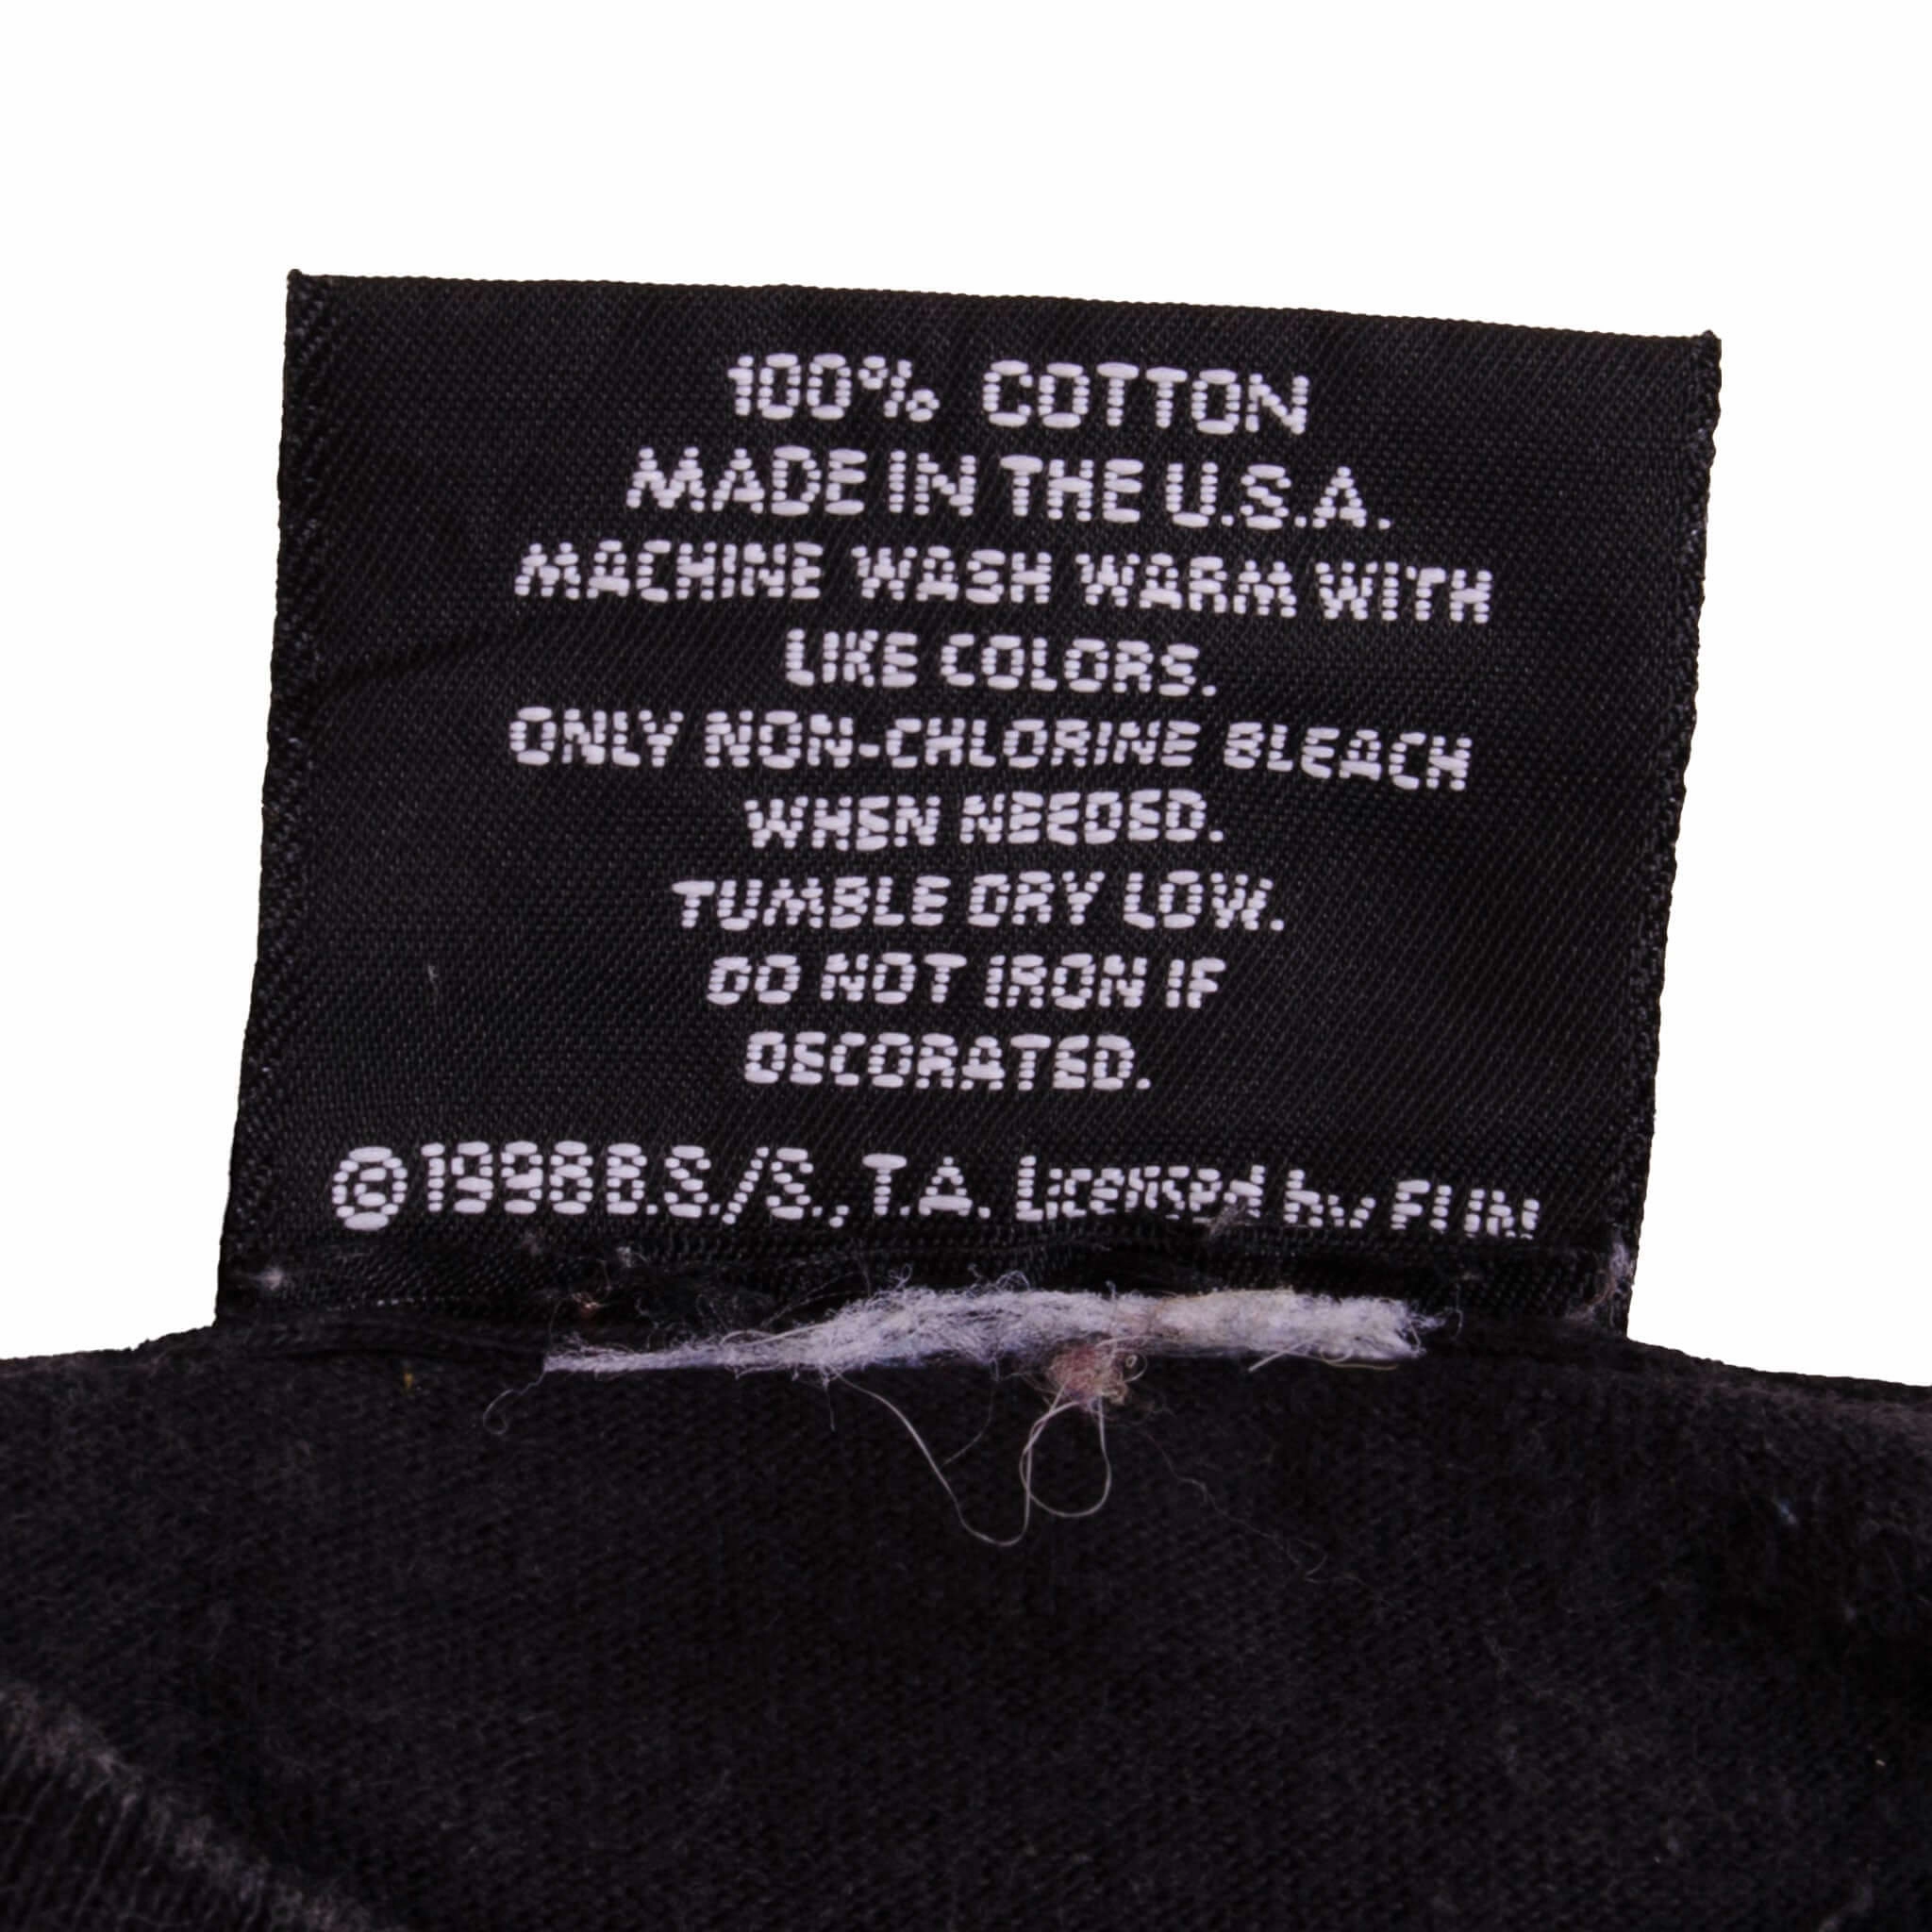 100% COTTON
MADE IN THE U.S.A.
MACHINE WASH WARM WITH
LIKE COLORS.
ONLY NON-CHLORINE BLEACH
WHEN NEEDED.
TUMBLE DRY LOW.
DO NOT IRON IF
DECORATED.
©1998B.S./S., T.A. Licensed by FUN